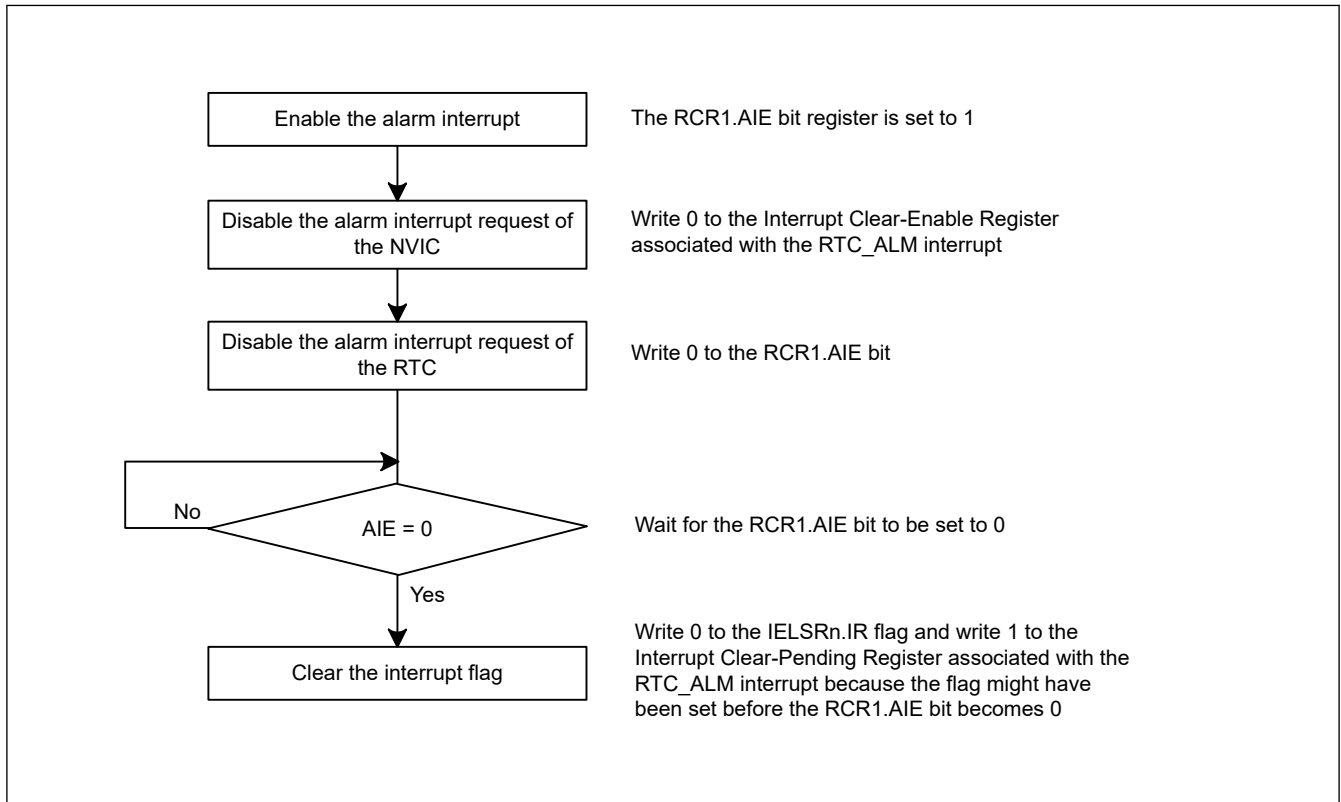 Enable the alarm interrupt
The RCR1.AIE bit register is set to 1
Disable the alarm interrupt request of
the NVIC
Write 0 to the Interrupt Clear-Enable Register
associated with the RTC_ALM interrupt
Disable the alarm interrupt request of
the RTC
Write 0 to the RCR1.AIE bit
No
AIE = 0
Wait for the RCR1.AIE bit to be set to 0
Yes
Clear the interrupt flag
Write 0 to the IELSRn.IR flag and write 1 to the
Interrupt Clear-Pending Register associated with the
RTC_ALM interrupt because the flag might have
been set before the RCR1.AIE bit becomes 0